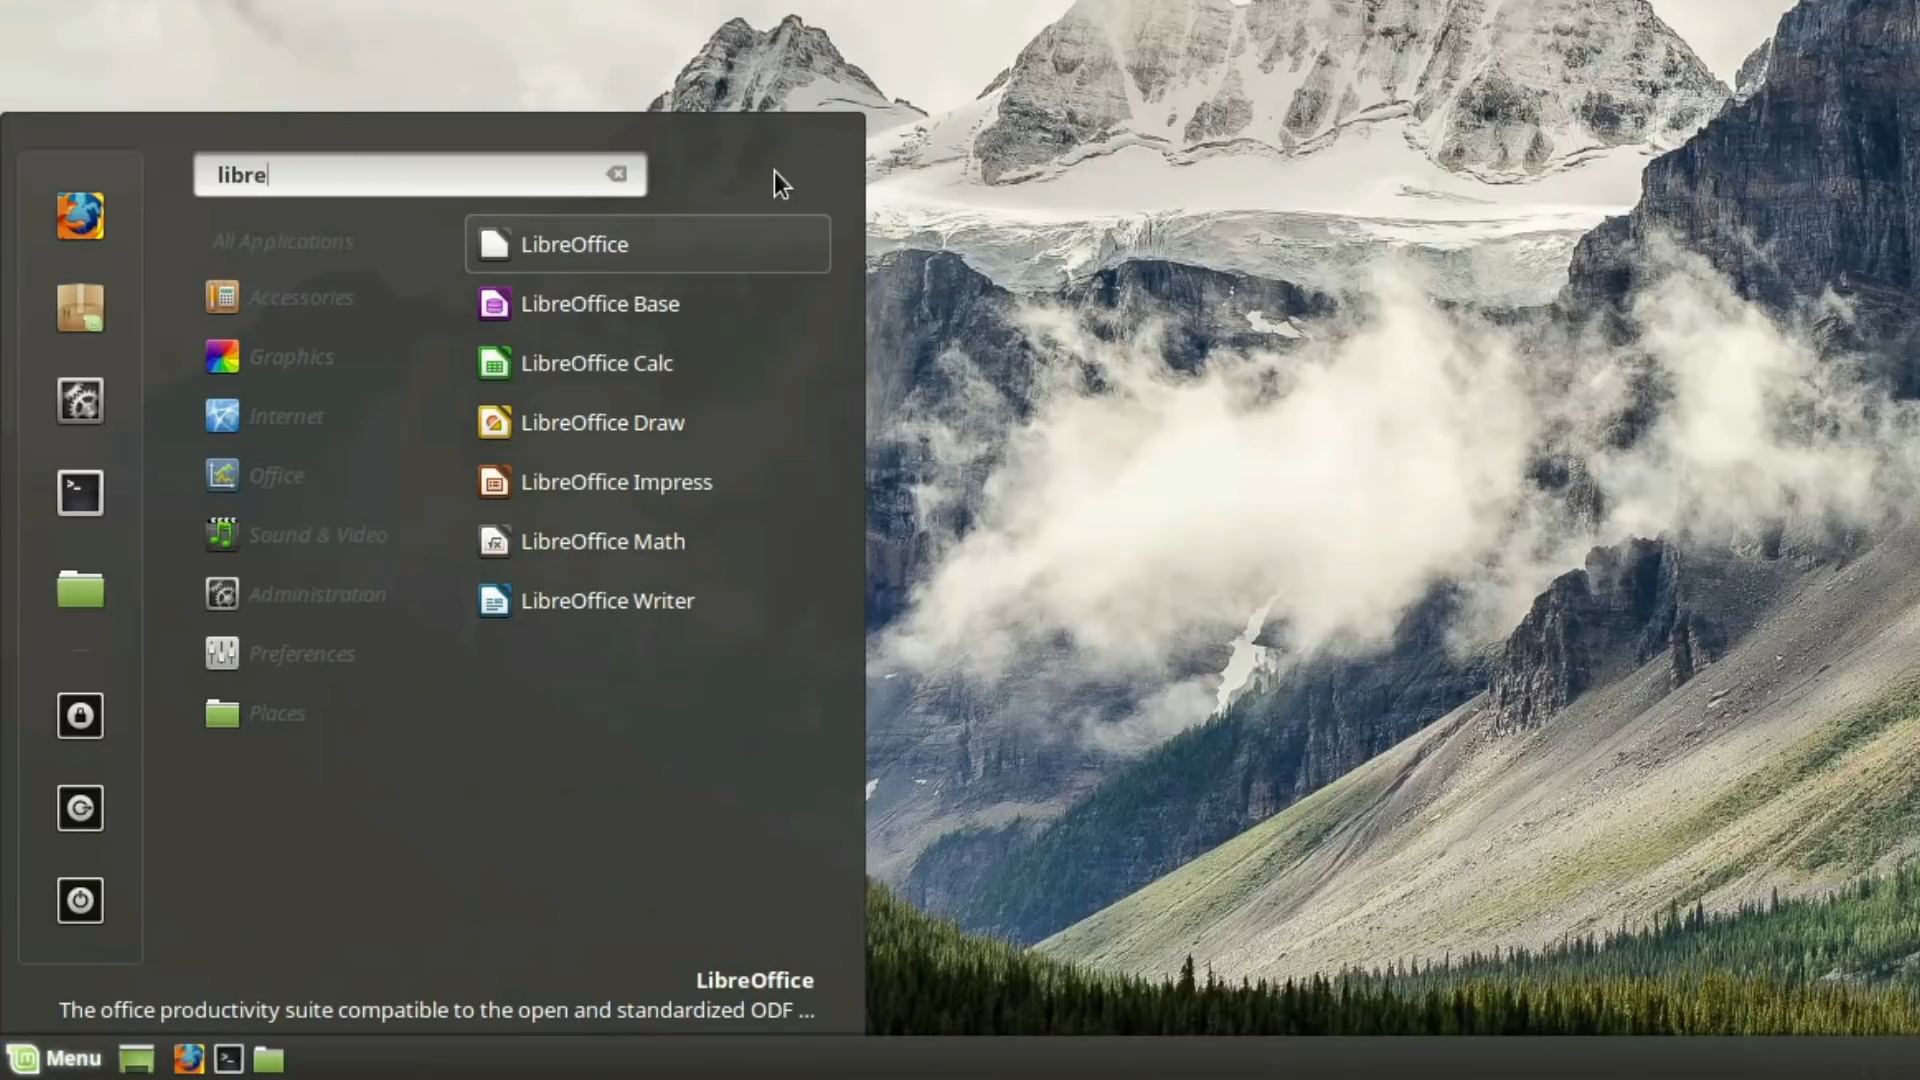 libre
All Applications
Accessories
Graphics
Internet
Office
Sound & Video
Administration
Preferences
Places
LibreOffice
LibreOffice Base
LibreOffice Calc
LibreOffice Draw
LibreOffice Impress
LibreOffice Math
LibreOffice Writer
LibreOffice
The office productivity suite compatible to the open and standardized ODF ...
Menu